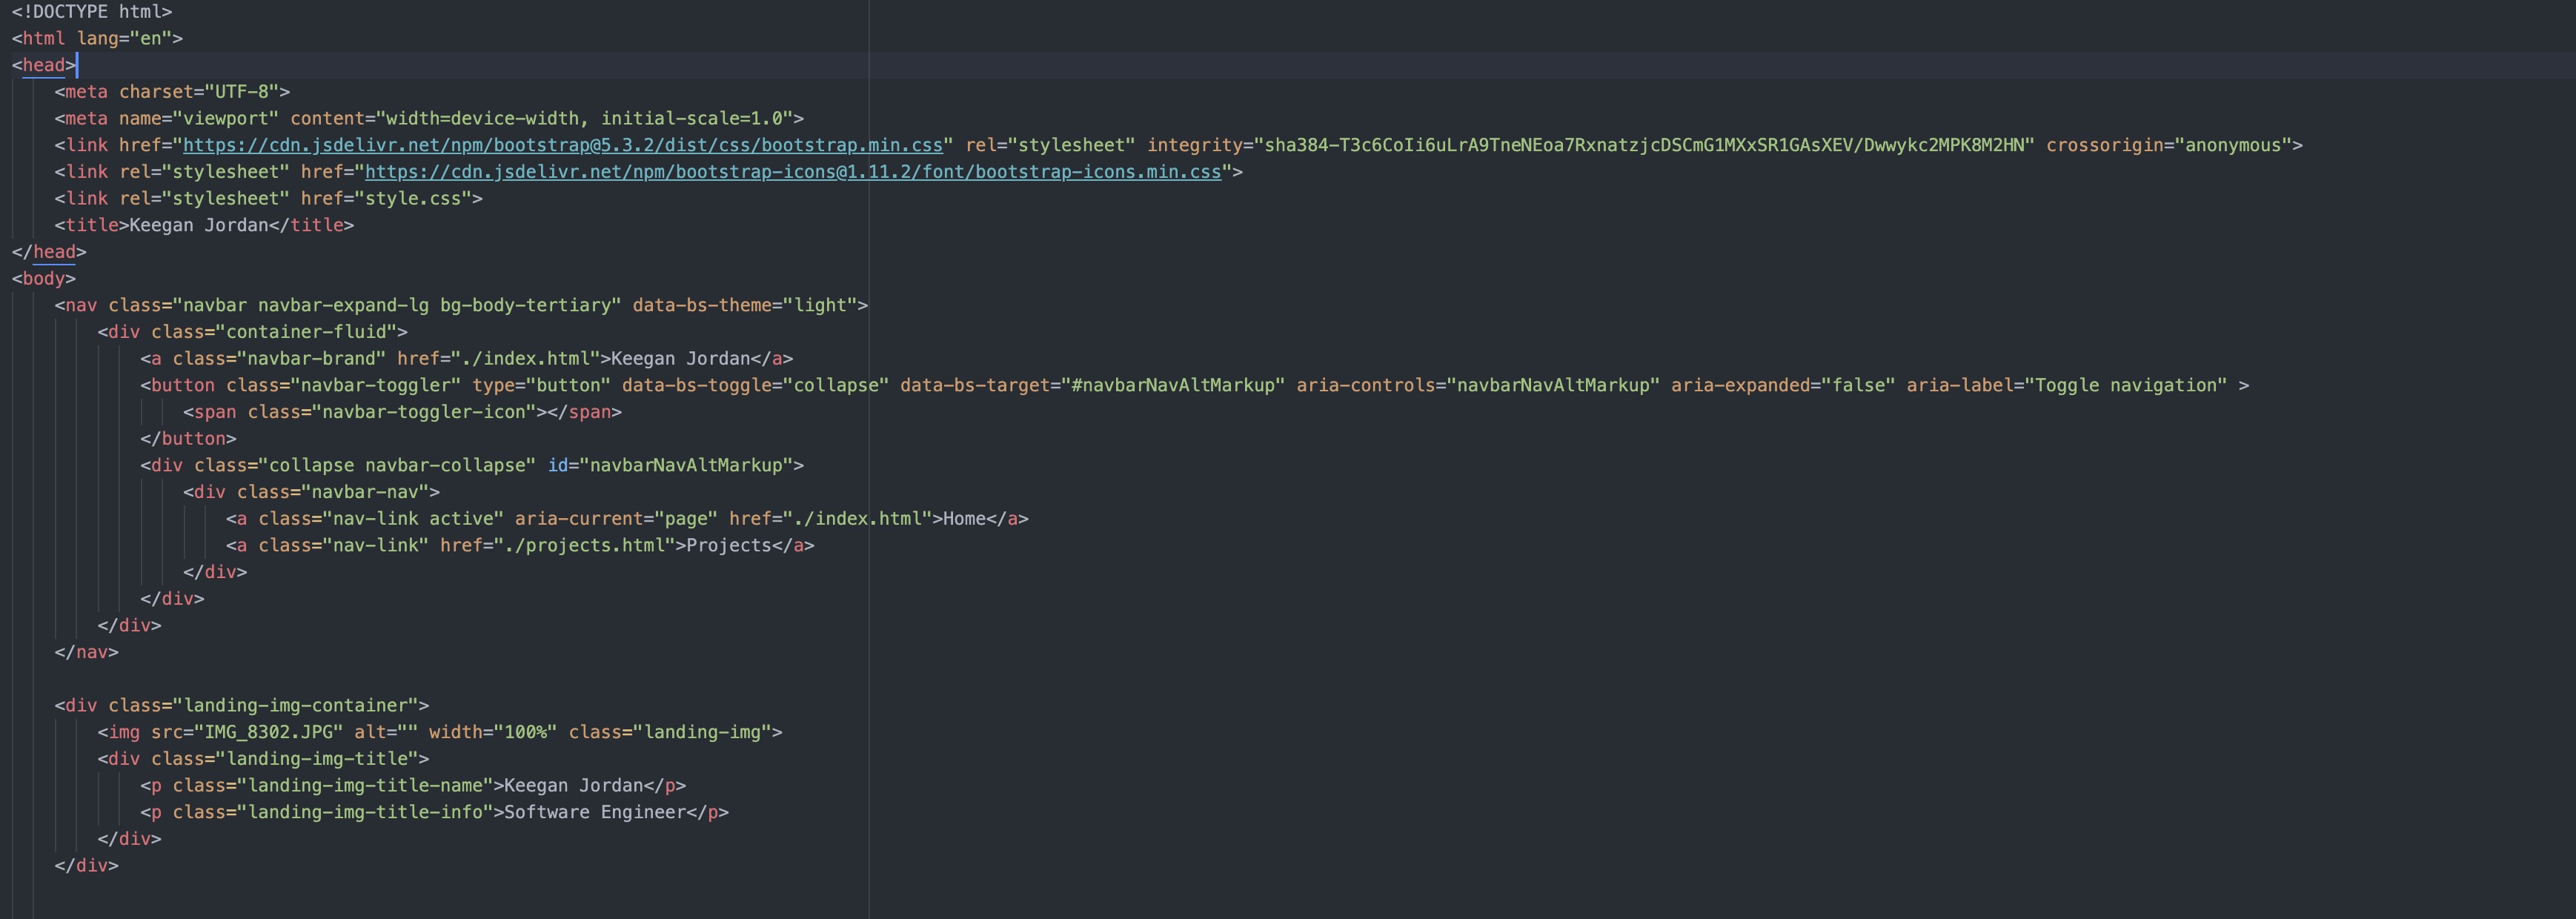 <!DOCTYPE html>
<html lang="en">
<head>
<meta charset="UTF-8">
<meta name="viewport" content="width=device-width, initial-scale=1.0">
<link href="https://cdn.jsdelivr.net/npm/bootstrap@5.3.2/dist/css/bootstrap.min.css" rel="stylesheet" integrity="sha384-T3c6CoIi6uLrA9TneNEoa7RxnatzjcDSCmG1MXxSR1GAsXEV/Dwwykc2MPK8M2HN" crossorigin="anonymous">
<link rel="stylesheet" href="https://cdn.jsdelivr.net/npm/bootstrap-icons@1.11.2/font/bootstrap-icons.min.css">
<link rel="stylesheet" href="style.css">
<title>Keegan Jordan</title>
</head>
<body>
<nav class="navbar navbar-expand-lg bg-body-tertiary" data-bs-theme="light">
<div class="container-fluid">
<a class="navbar-brand" href="./index.html">Keegan Jordan</a>
<button class="navbar-toggler" type="button" data-bs-toggle="collapse" data-bs-target="#navbarNavAltMarkup" aria-controls="navbarNavAltMarkup" aria-expanded="false" aria-label="Toggle navigation" >
<span class="navbar-toggler-icon"></span>
</button>
<div class="collapse navbar-collapse" id="navbarNavAltMarkup">
<div class="navbar-nav">
<a class="nav-link active" aria-current="page" href="./index.html">Home</a>
<a class="nav-link" href="./projects.html">Projects</a>
</div>
</div>
</div>
</nav>
<div class="landing-img-container">
<img src="IMG_8302.JPG" alt="" width="100%" class="landing-img">
<div class="landing-img-title">
<p class="landing-img-title-name">Keegan Jordan</p>
<p class="landing-img-title-info">Software Engineer</p>
</div>
</div>